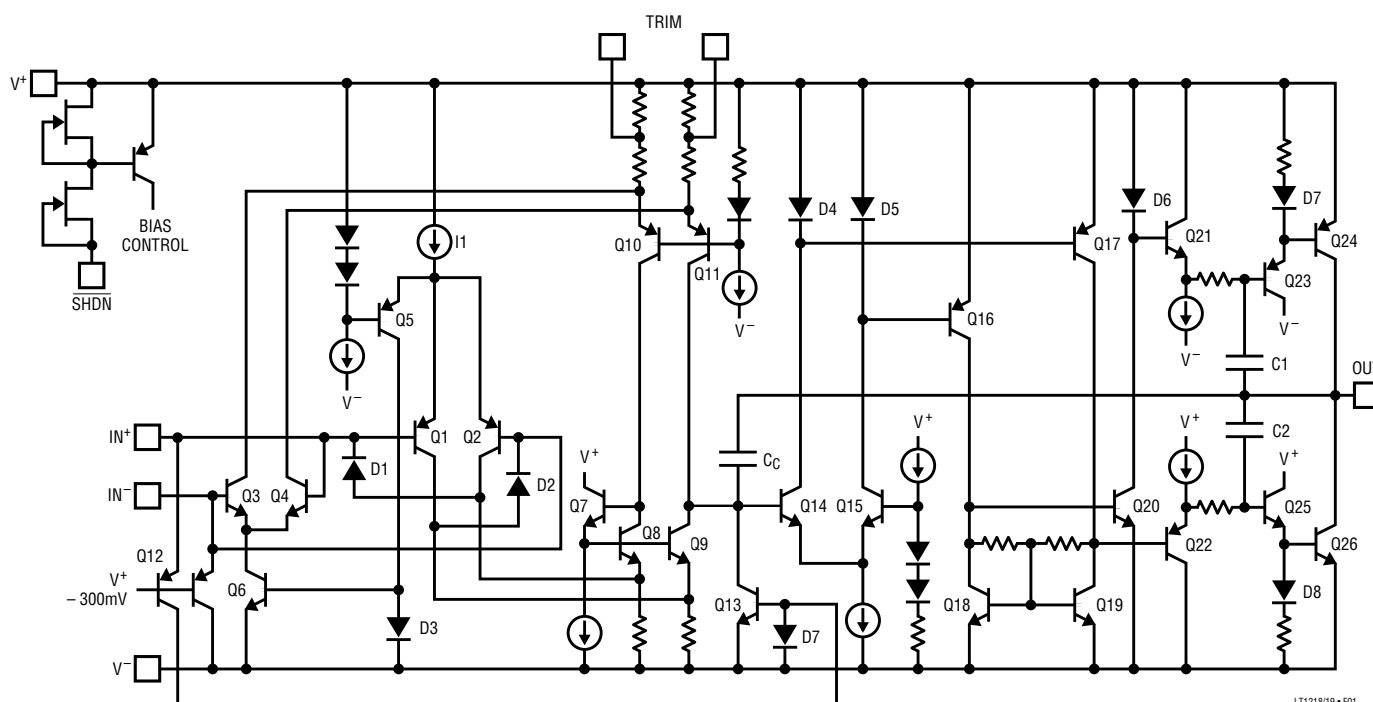 TRIM
V+
BIAS
CONTROL
SHDN
I1
Q10
Q11
V−
D4
D5
Q17
D6
Q21
D7
Q24
Q23
V−
V−
Q5
V−
Q16
C1
OUT
IN+
Q1
Q2
D1
D2
IN−
Q3
Q4
V+
Q7
Q8
Q9
CC
Q14
Q15
V+
Q20
V+
Q22
C2
V+
Q25
Q26
Q12
V+
– 300mV
Q6
D3
Q13
D7
Q18
Q19
D8
V−
LT1218/19 • F01